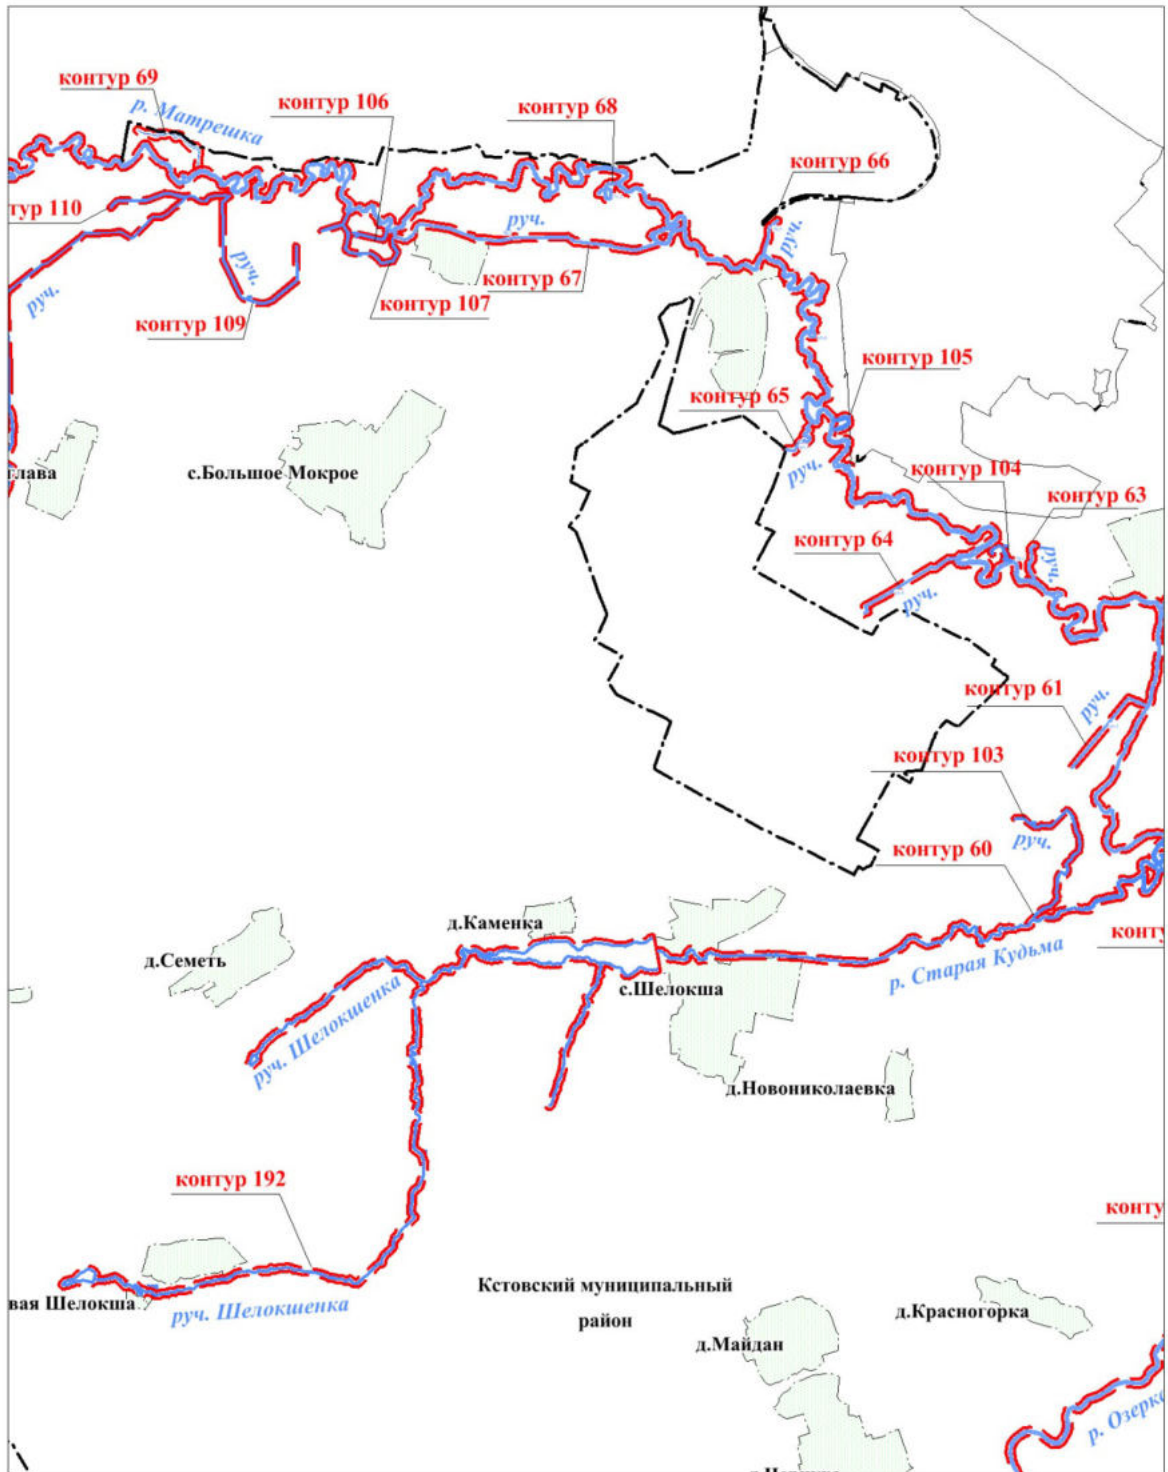 контур 69
р. Матрешка
контур 106
контур 68
контур 66
тур 110
руч.
руч.
руч.
руч.
контур 67
контур 107
контур 109
контур 105
контур 65
глава
с.Большое Мокрое
руч.
контур 104
контур 63
контур 64
руч.
руч.
контур 61
руч.
контур 103
руч.
контур 60
д.Каменка
конту
д.Семеть
р. Старая Кудьма
с.Шелокша
руч. Шелокшенка
д.Новониколаевка
контур 192
конту
Кстовский муниципальный
район
вая Шелокша
руч. Шелокшенка
д.Красногорка
д.Майдан
р. Озерка